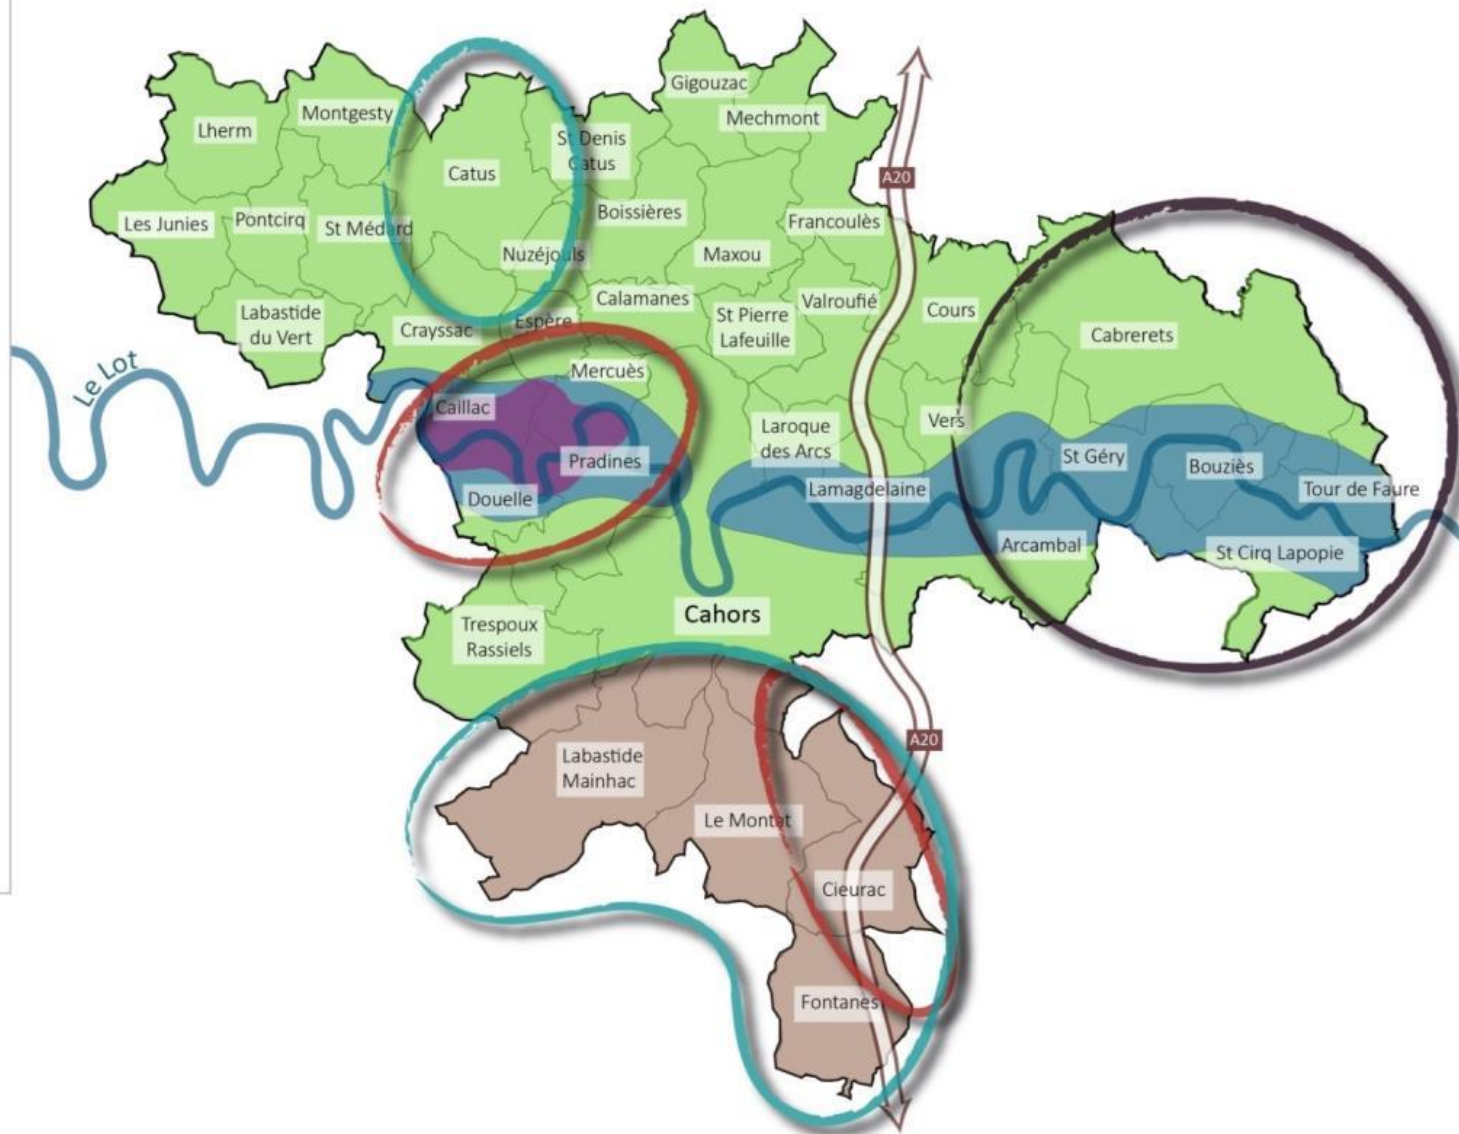 Gigouzac
Montgesty
Mechmont
Lherm
St Denis
Catus
Catus
A20
Boissières
Les Junies
Pontcirq
St Médard
Francoulès
Nuzéjouls
Maxou
Calamanes
Valroufié
Cours
Labastide
du Vert
Crayssac
Espère
St Pierre
Lafeuille
Cabrerets
Le Lot
Mercuès
Caillac
Vers
Laroque
des Arcs
Pradines
St Géry
Bouziès
Douelle
Lamagdelaine
Tour de Faure
Arcambal
St Cirq Lapopie
Cahors
Trespoux
Rassiels
A20
Labastide
Mainhac
Le Montat
Cieurac
Fontanes